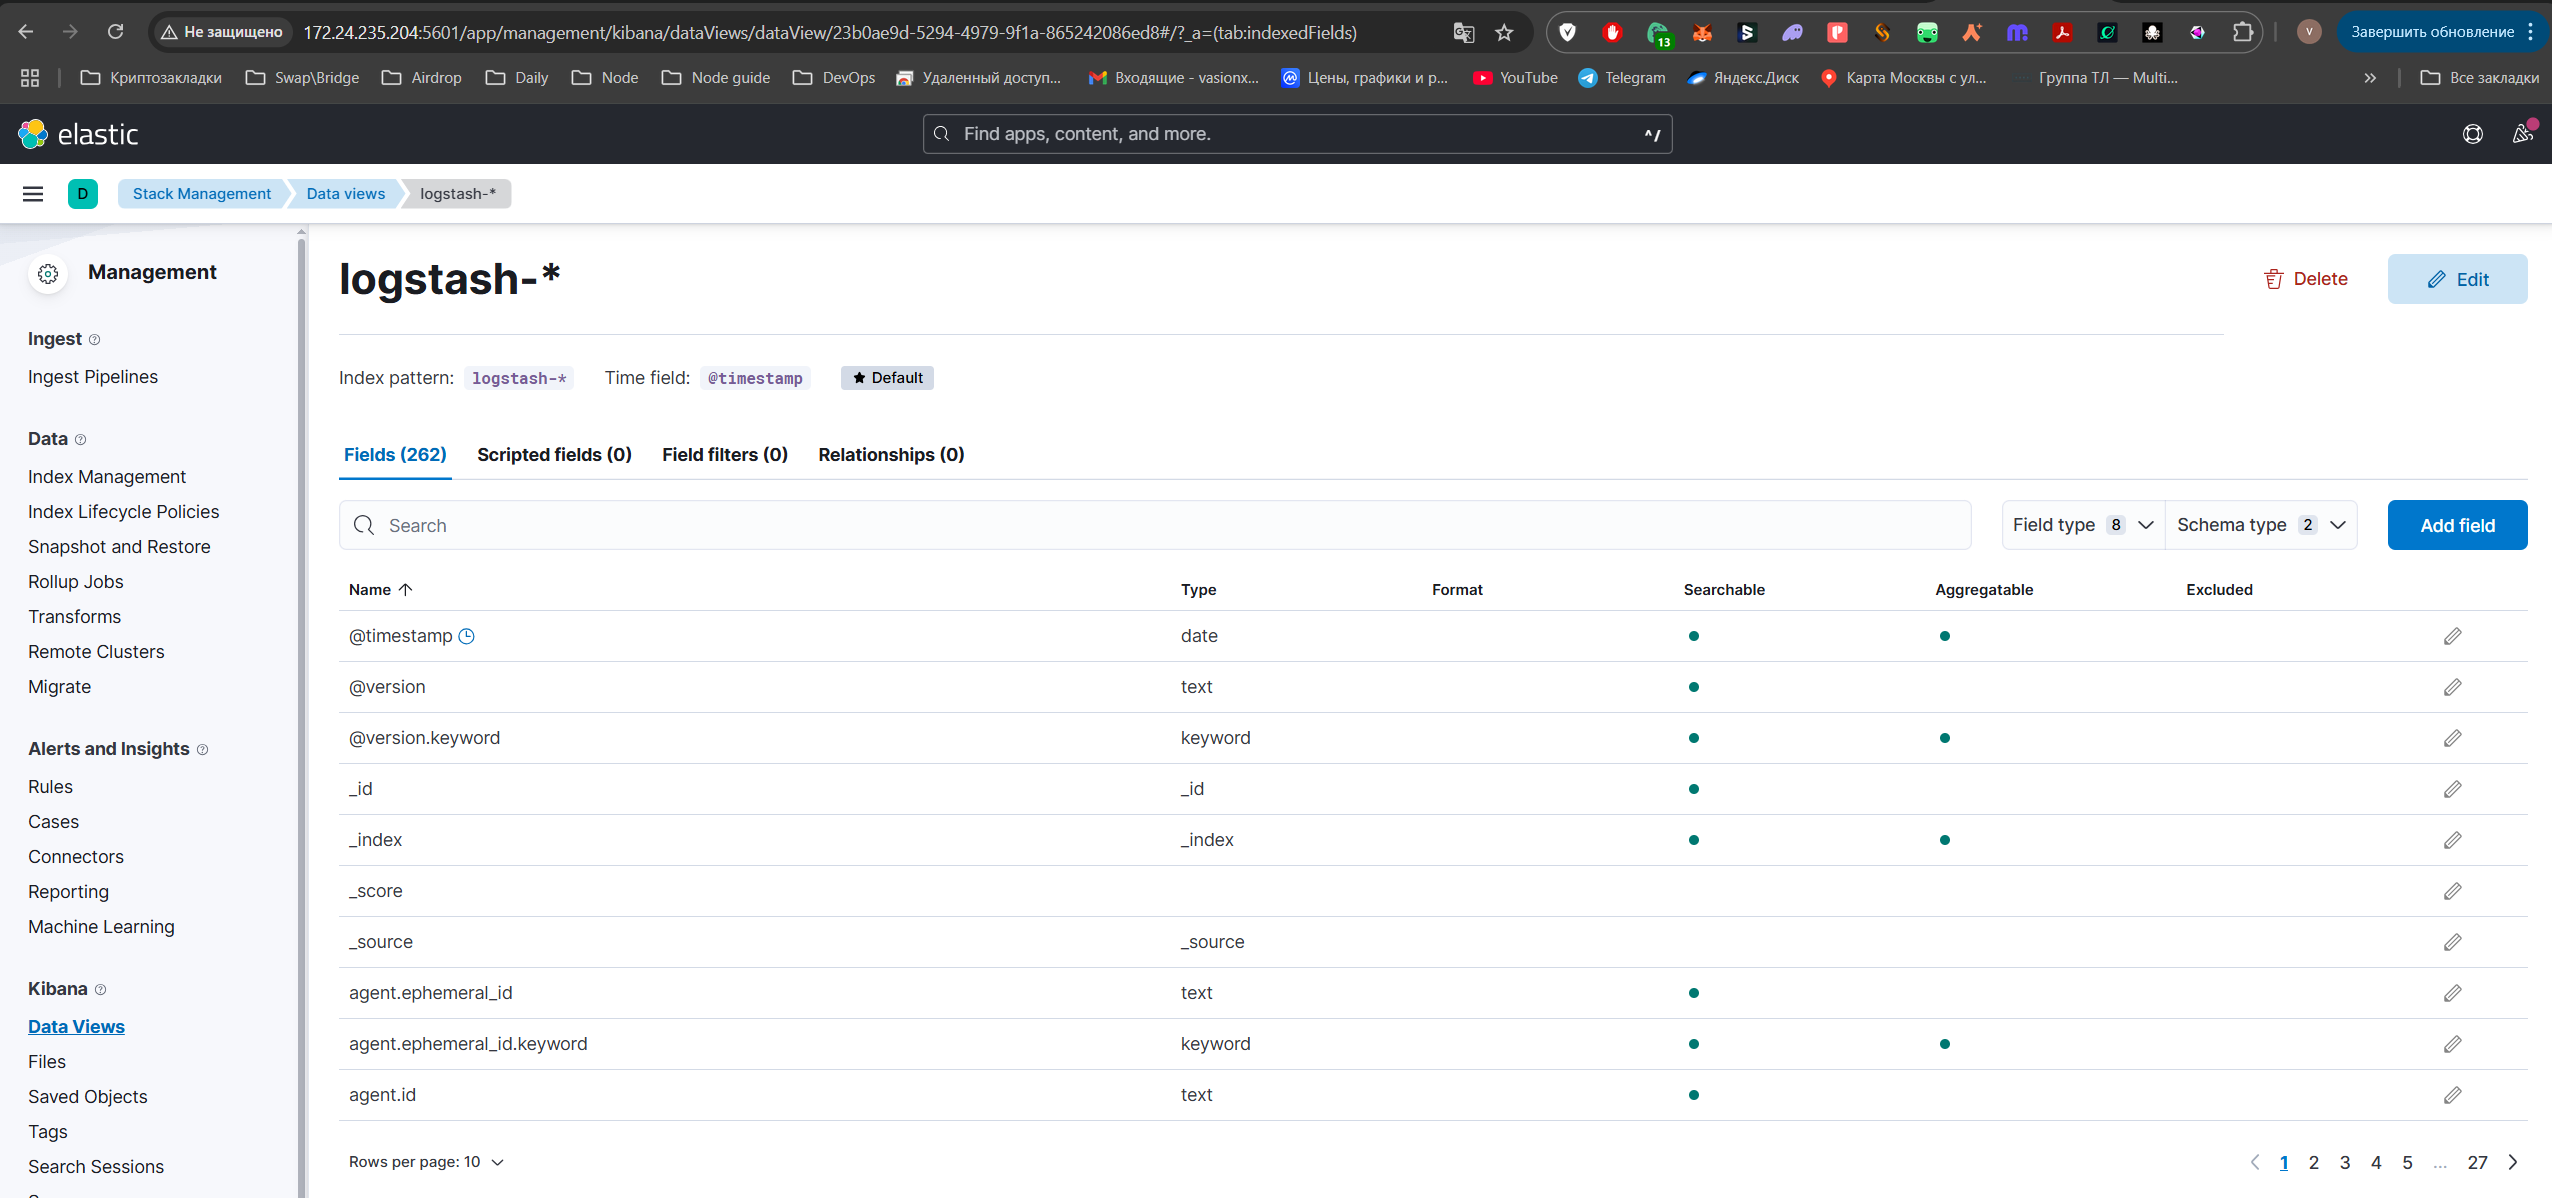 Не защищено
172.24.235.204:5601/app/management/kibana/dataViews/dataView/23b0ae9d-5294-4979-9f1a-865242086ed8#/?_a=(tab:indexedFields)
13
v
Завершить обновление
Криптозакладки
Swap\Bridge
Airdrop
Daily
Node
Node guide
DevOps
Удаленный доступ...
Входящие - vasionx...
Цены, графики и р...
YouTube
Telegram
Яндекс.Диск
Карта Москвы с ул...
Группа ТЛ — Multi...
»
Все закладки
elastic
Find apps, content, and more.
^/
D
Stack Management
Data views
logstash-*
Management
Ingest
Ingest Pipelines
Data
Index Management
Index Lifecycle Policies
Snapshot and Restore
Rollup Jobs
Transforms
Remote Clusters
Migrate
Alerts and Insights
Rules
Cases
Connectors
Reporting
Machine Learning
Kibana
Data Views
Files
Saved Objects
Tags
Search Sessions
logstash-*
Delete
Edit
Index pattern: logstash-* Time field: @timestamp Default
Fields (262) Scripted fields (0) Field filters (0) Relationships (0)
Search
Field type 8
Schema type 2
Add field
Name Type Format Searchable Aggregatable Excluded
@timestamp date
@version text
@version.keyword keyword
_id _id
_index _index
_score
_source _source
agent.ephemeral_id text
agent.ephemeral_id.keyword keyword
agent.id text
Rows per page: 10
1 2 3 4 5 ... 27